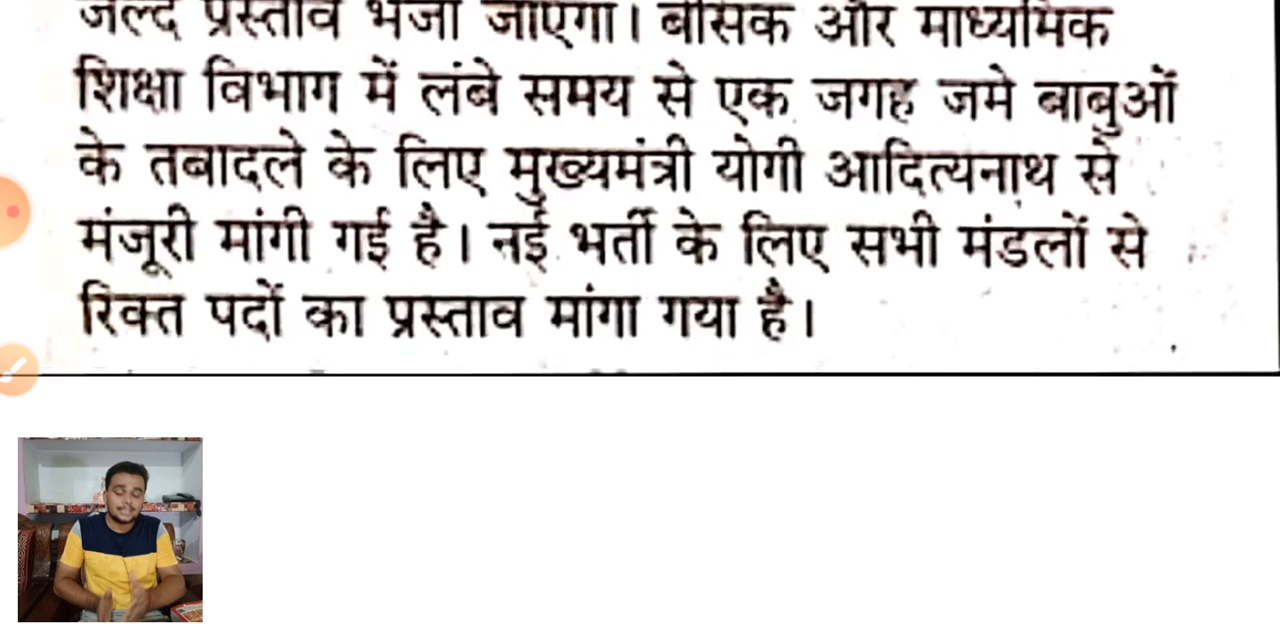 जल्द प्रस्ताव भेजा जाएगा। बेसिक और माध्यमिक
शिक्षा विभाग में लंबे समय से एक जगह जमे बाबुओं
के तबादले के लिए मुख्यमंत्री योगी आदित्यनाथ से
मंजूरी मांगी गई है। नई भर्ती के लिए सभी मंडलों से
रिक्त पदों का प्रस्ताव मांगा गया है।